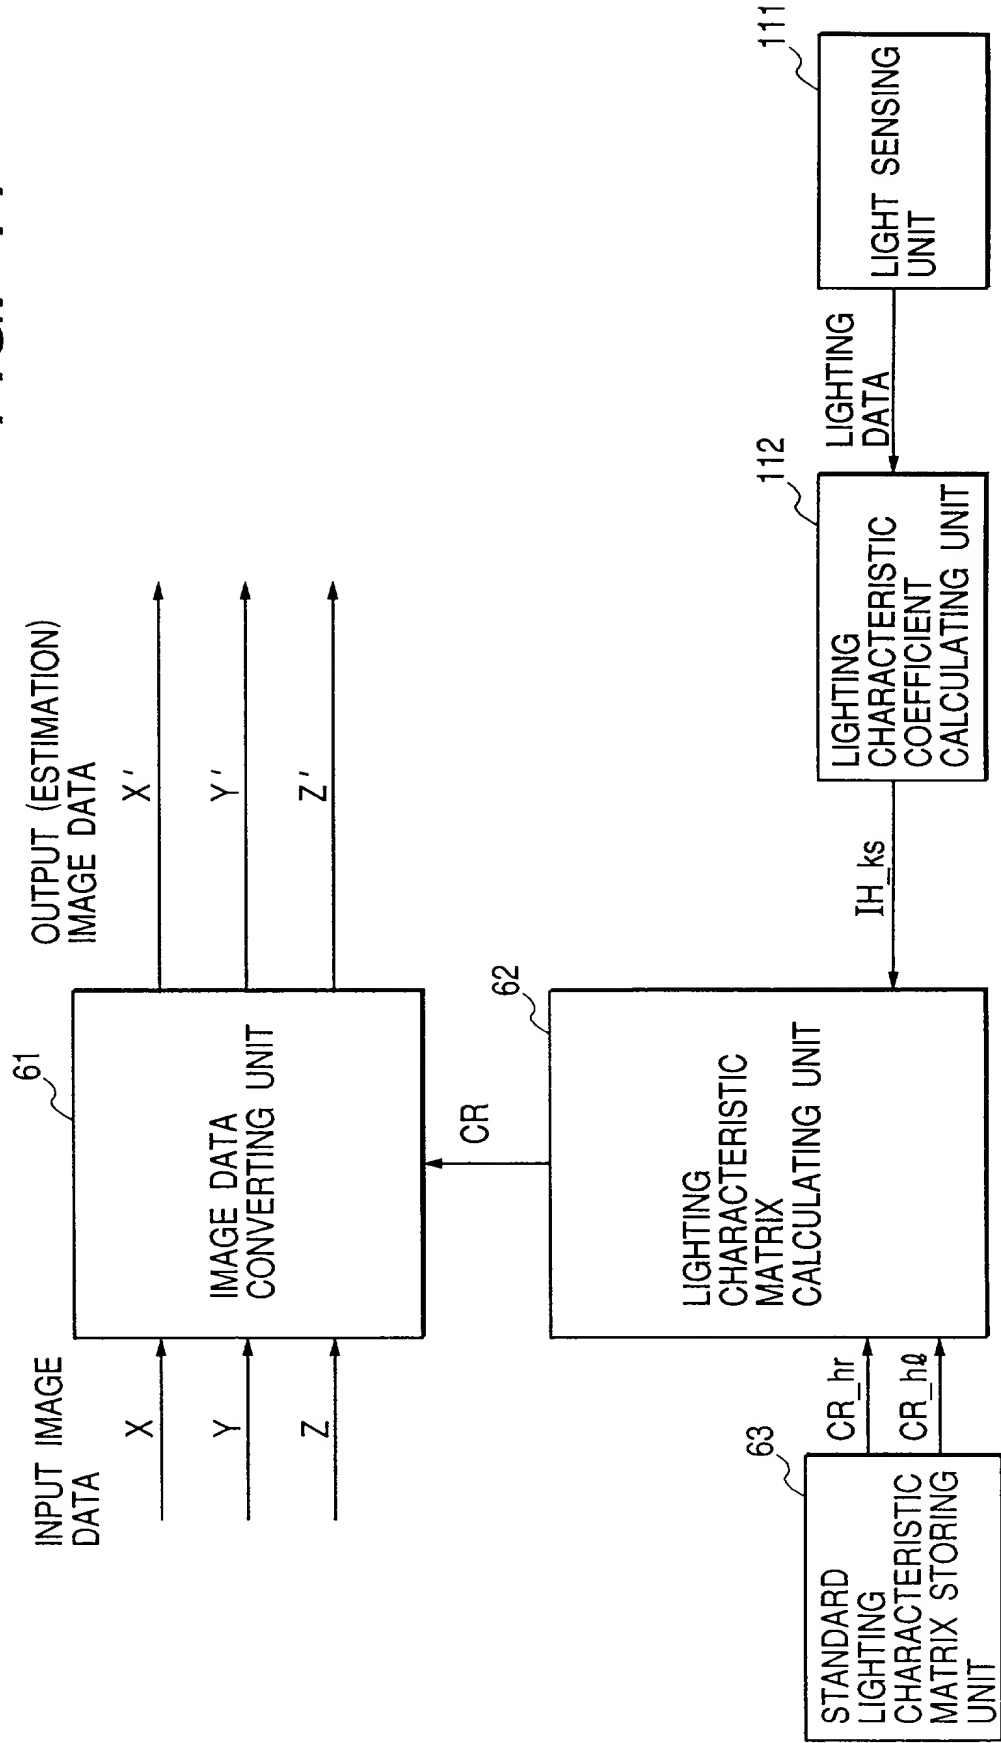 INPUT IMAGE
DATA
X
Y
Z
61
IMAGE DATA
CONVERTING UNIT
OUTPUT (ESTIMATION)
IMAGE DATA
X'
Y'
Z'
CR
62
LIGHTING
CHARACTERISTIC
MATRIX
CALCULATING UNIT
63
STANDARD
LIGHTING
CHARACTERISTIC
MATRIX STORING
UNIT
CR_hr
CR_hℓ
IH_ks
112
LIGHTING
CHARACTERISTIC
COEFFICIENT
CALCULATING UNIT
LIGHTING
DATA
111
LIGHT SENSING
UNIT